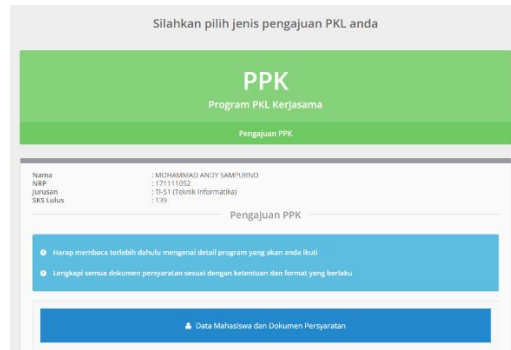 Silahkan pilih jenis pengajuan PKL anda
PPK
Program PKL Kerjasama
Pengajuan PPK
Nama : MOHAMMAD ANDY SAMPURNO
NRP : 171111052
Jurusan : TI-S1 (Teknik Informatika)
SKS Lulus : 139
Pengajuan PPK
Harap membaca terlebih dahulu mengenai detail program yang akan anda ikuti
Lengkapi semua dokumen persyaratan sesuai dengan ketentuan dan format yang berlaku
Data Mahasiswa dan Dokumen Persyaratan